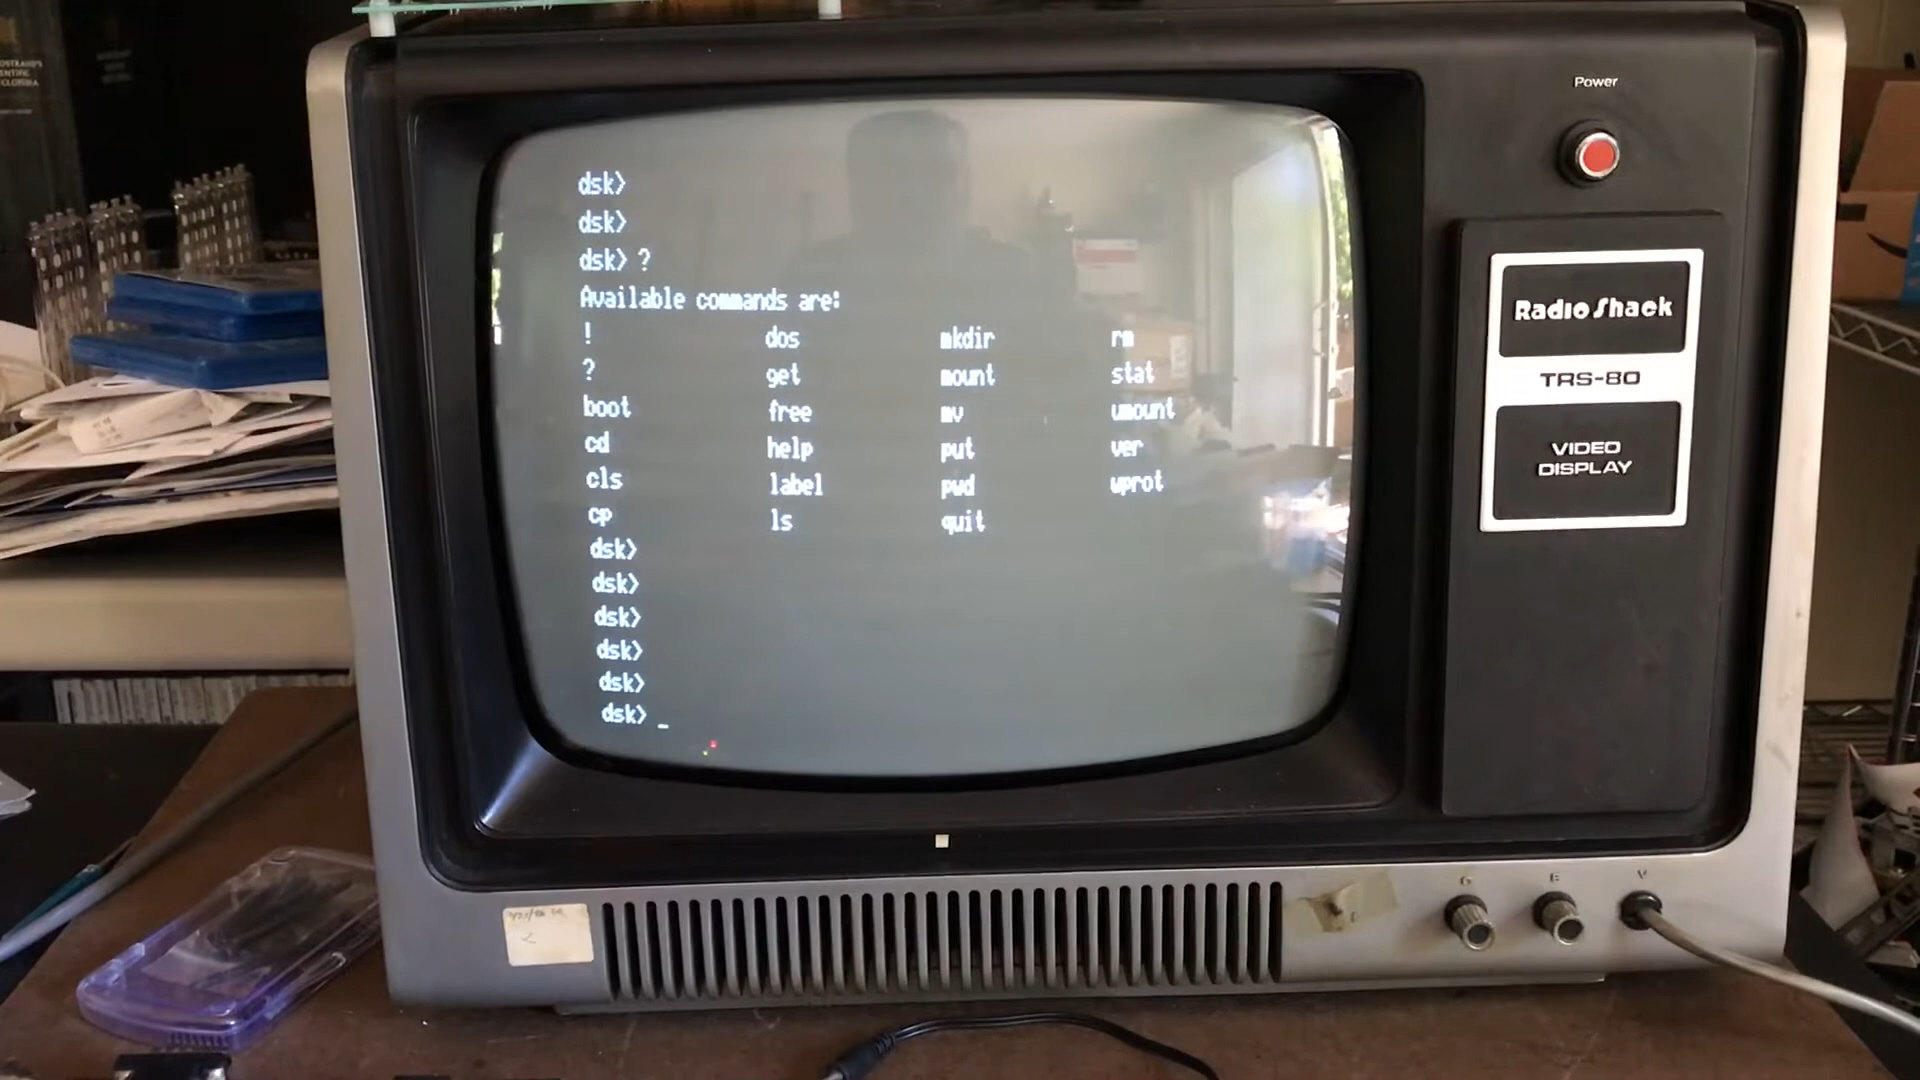 dsk>
dsk>
dsk> ?
Available commands are:
! dos mkdir rm
? get mount stat
boot free mv umount
cd help put ver
cls label pwd wprot
cp ls quit
dsk>
dsk>
dsk>
dsk>
dsk>
dsk> _
Power
Radio Shack
TRS-80
VIDEO
DISPLAY